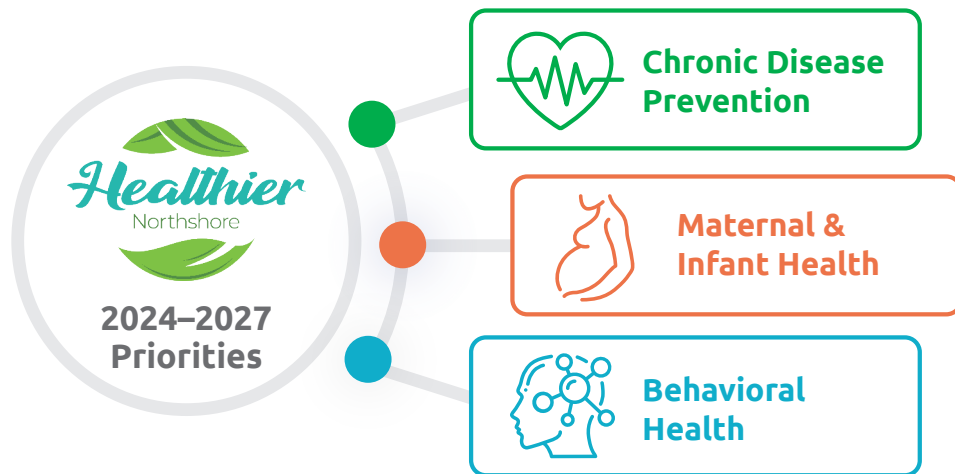 Healthier
Northshore
2024–2027
Priorities
Chronic Disease
Prevention
Maternal &
Infant Health
Behavioral
Health